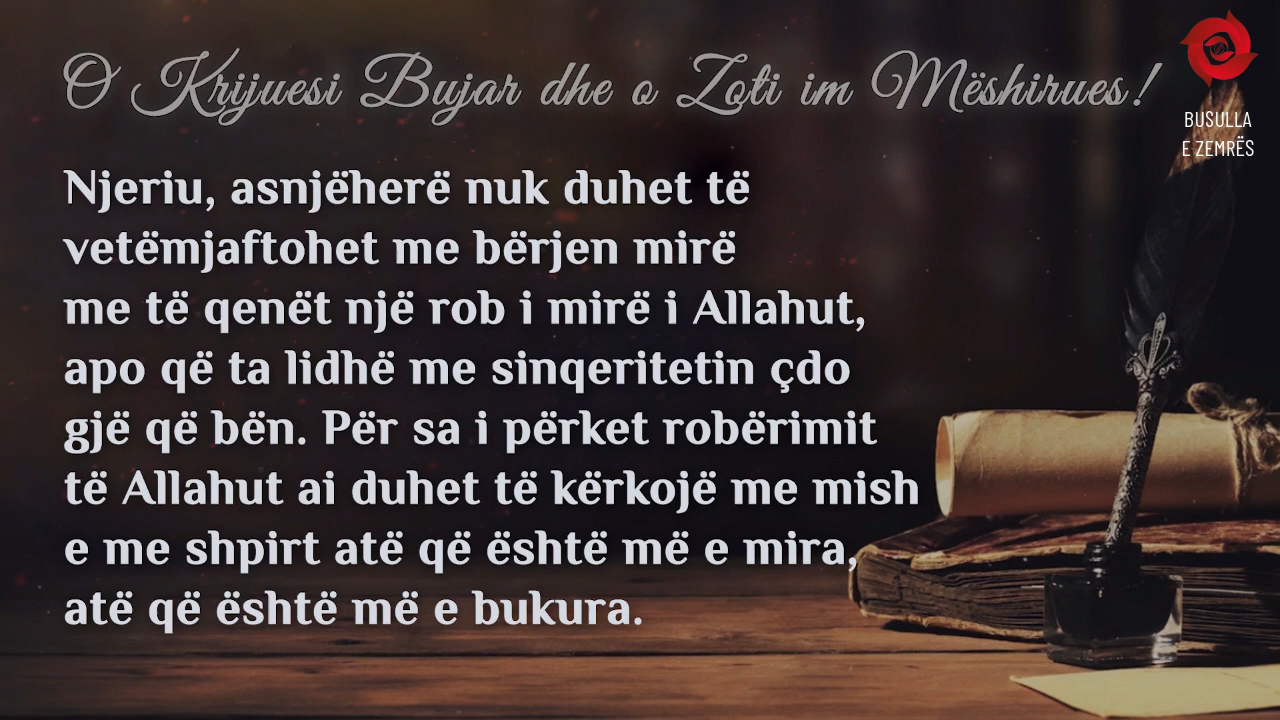 O Krijuesi Bujar dhe o Zoti im Mëshirues!
BUSULLA
E ZEMRËS
Njeriu, asnjëherë nuk duhet të
vetëmjaftohet me bërjen mirë
me të qenët një rob i mirë i Allahut,
apo që ta lidhë me sinqeritetin çdo
gjë që bën. Për sa i përket robërimit
të Allahut ai duhet të kërkojë me mish
e me shpirt atë që është më e mira,
atë që është më e bukura.